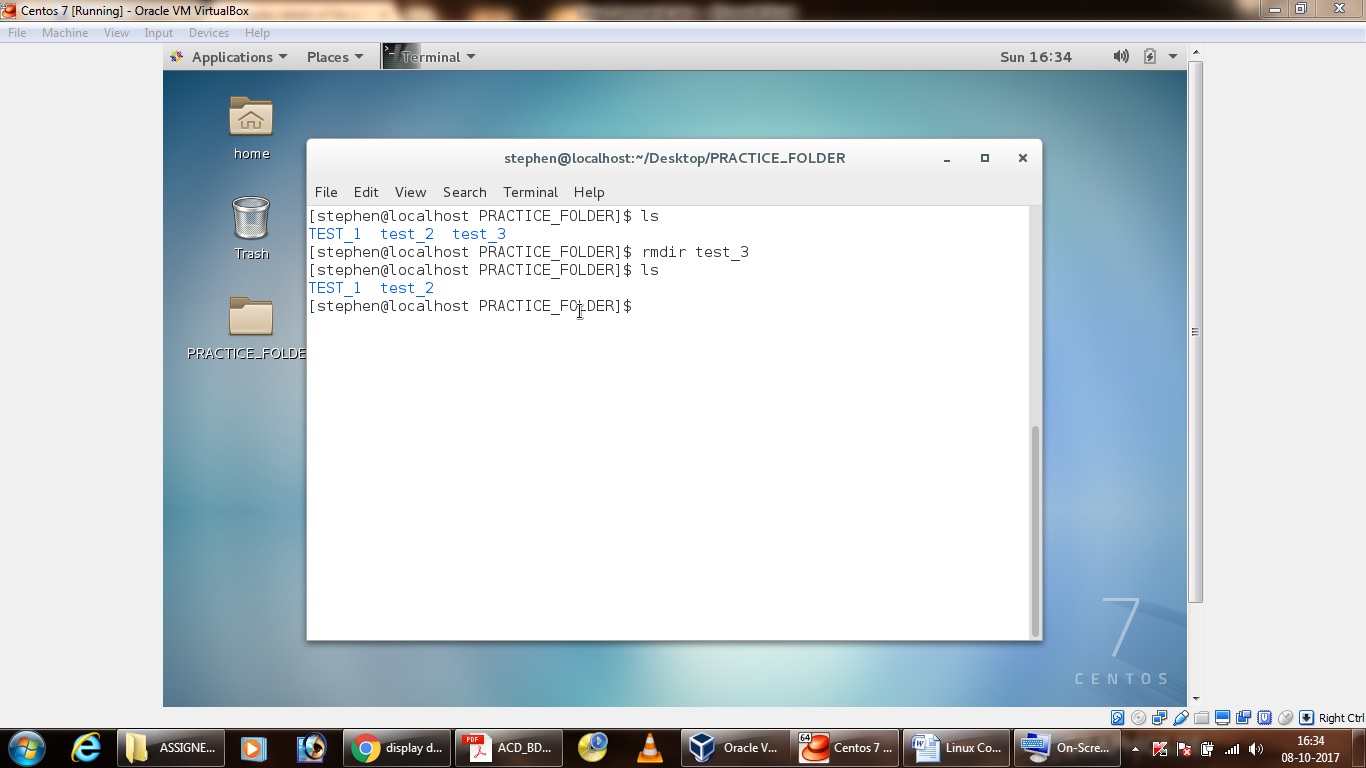 Centos 7 [Running] - Oracle VM VirtualBox
File Machine View Input Devices Help
Applications Places Terminal Sun 16:34
home
Trash
PRACTICE_FOLDE
stephen@localhost:~/Desktop/PRACTICE_FOLDER
File Edit View Search Terminal Help
[stephen@localhost PRACTICE_FOLDER]$ ls
TEST_1 test_2 test_3
[stephen@localhost PRACTICE_FOLDER]$ rmdir test_3
[stephen@localhost PRACTICE_FOLDER]$ ls
TEST_1 test_2
[stephen@localhost PRACTICE_FOLDER]$
7
CENTOS
Right Ctrl
ASSIGNE... display d... ACD_BD... Oracle V... Centos 7 ... Linux Co... On-Scre... 16:34
08-10-2017